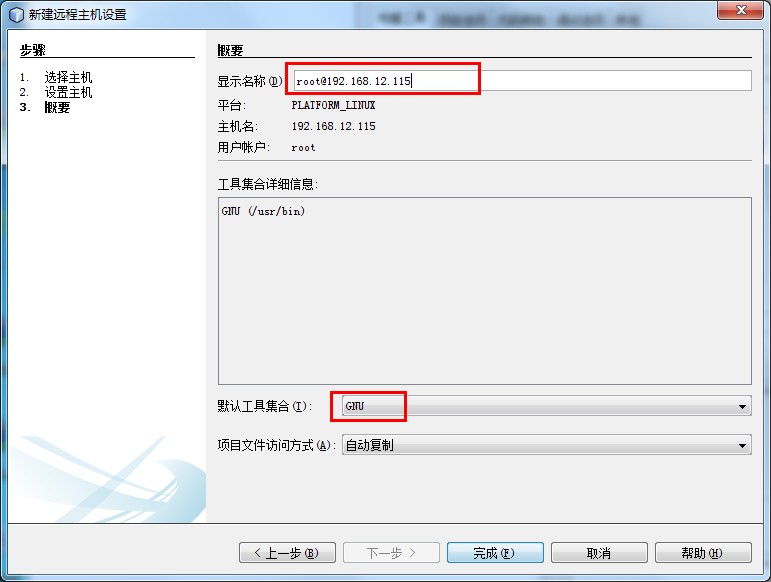 新建远程主机设置
步骤
1. 选择主机
2. 设置主机
3. 概要
概要
显示名称(D) root@192.168.12.115
平台: PLATFORM_LINUX
主机名: 192.168.12.115
用户帐户: root
工具集合详细信息:
GNU (/usr/bin)
默认工具集合(T): GNU
项目文件访问方式(A): 自动复制
< 上一步(B) 下一步 > 完成(F) 取消 帮助(H)